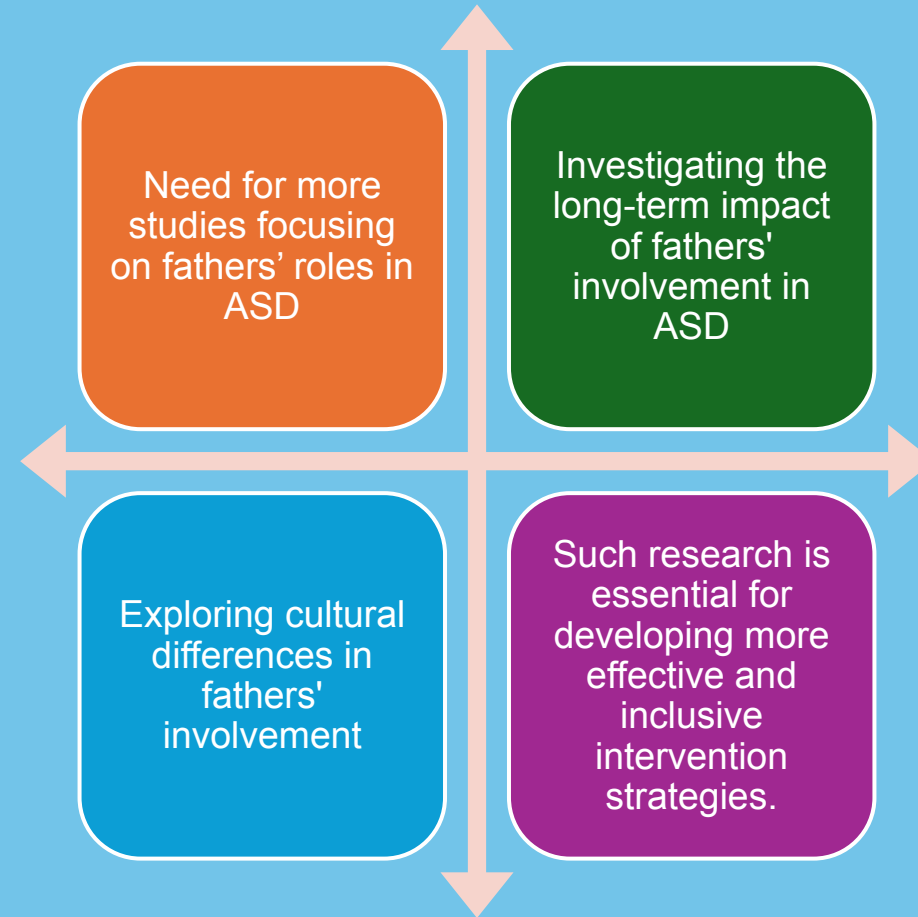 Need for more
studies focusing
on fathers’ roles in
ASD
Investigating the
long-term impact
of fathers'
involvement in
ASD
Exploring cultural
differences in
fathers'
involvement
Such research is
essential for
developing more
effective and
inclusive
intervention
strategies.